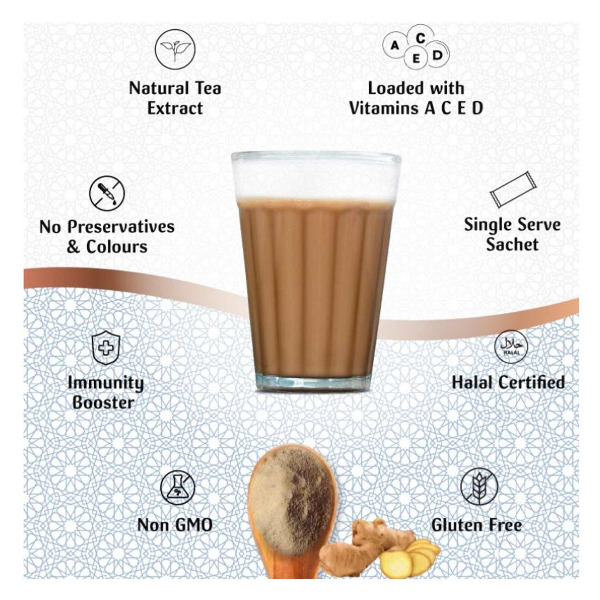 Natural Tea
Extract
A C E D
Loaded with
Vitamins A C E D
No Preservatives
& Colours
Single Serve
Sachet
Immunity
Booster
حلال
HALAL
Halal Certified
Non GMO
Gluten Free